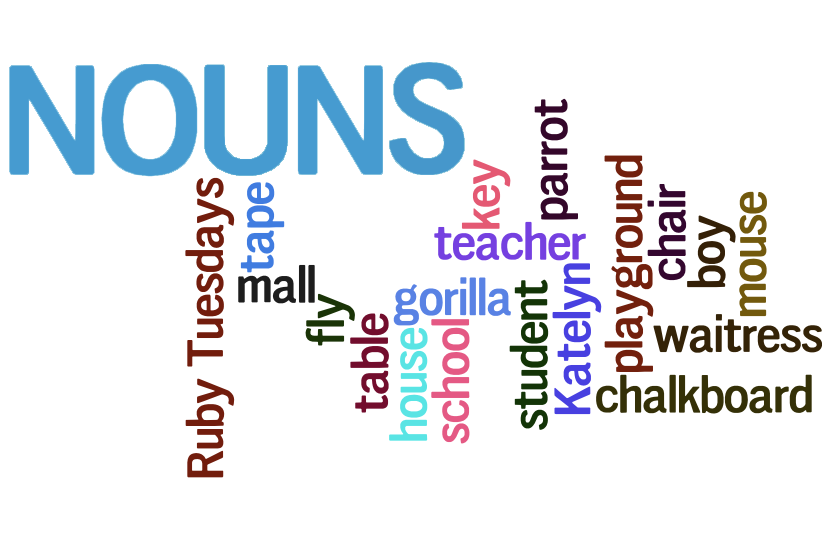 NOUNS
Ruby Tuesdays
tape
mall
fly
table
house
school
gorilla
teacher
key
parrot
student
Katelyn
playground
chair
boy
mouse
waitress
chalkboard